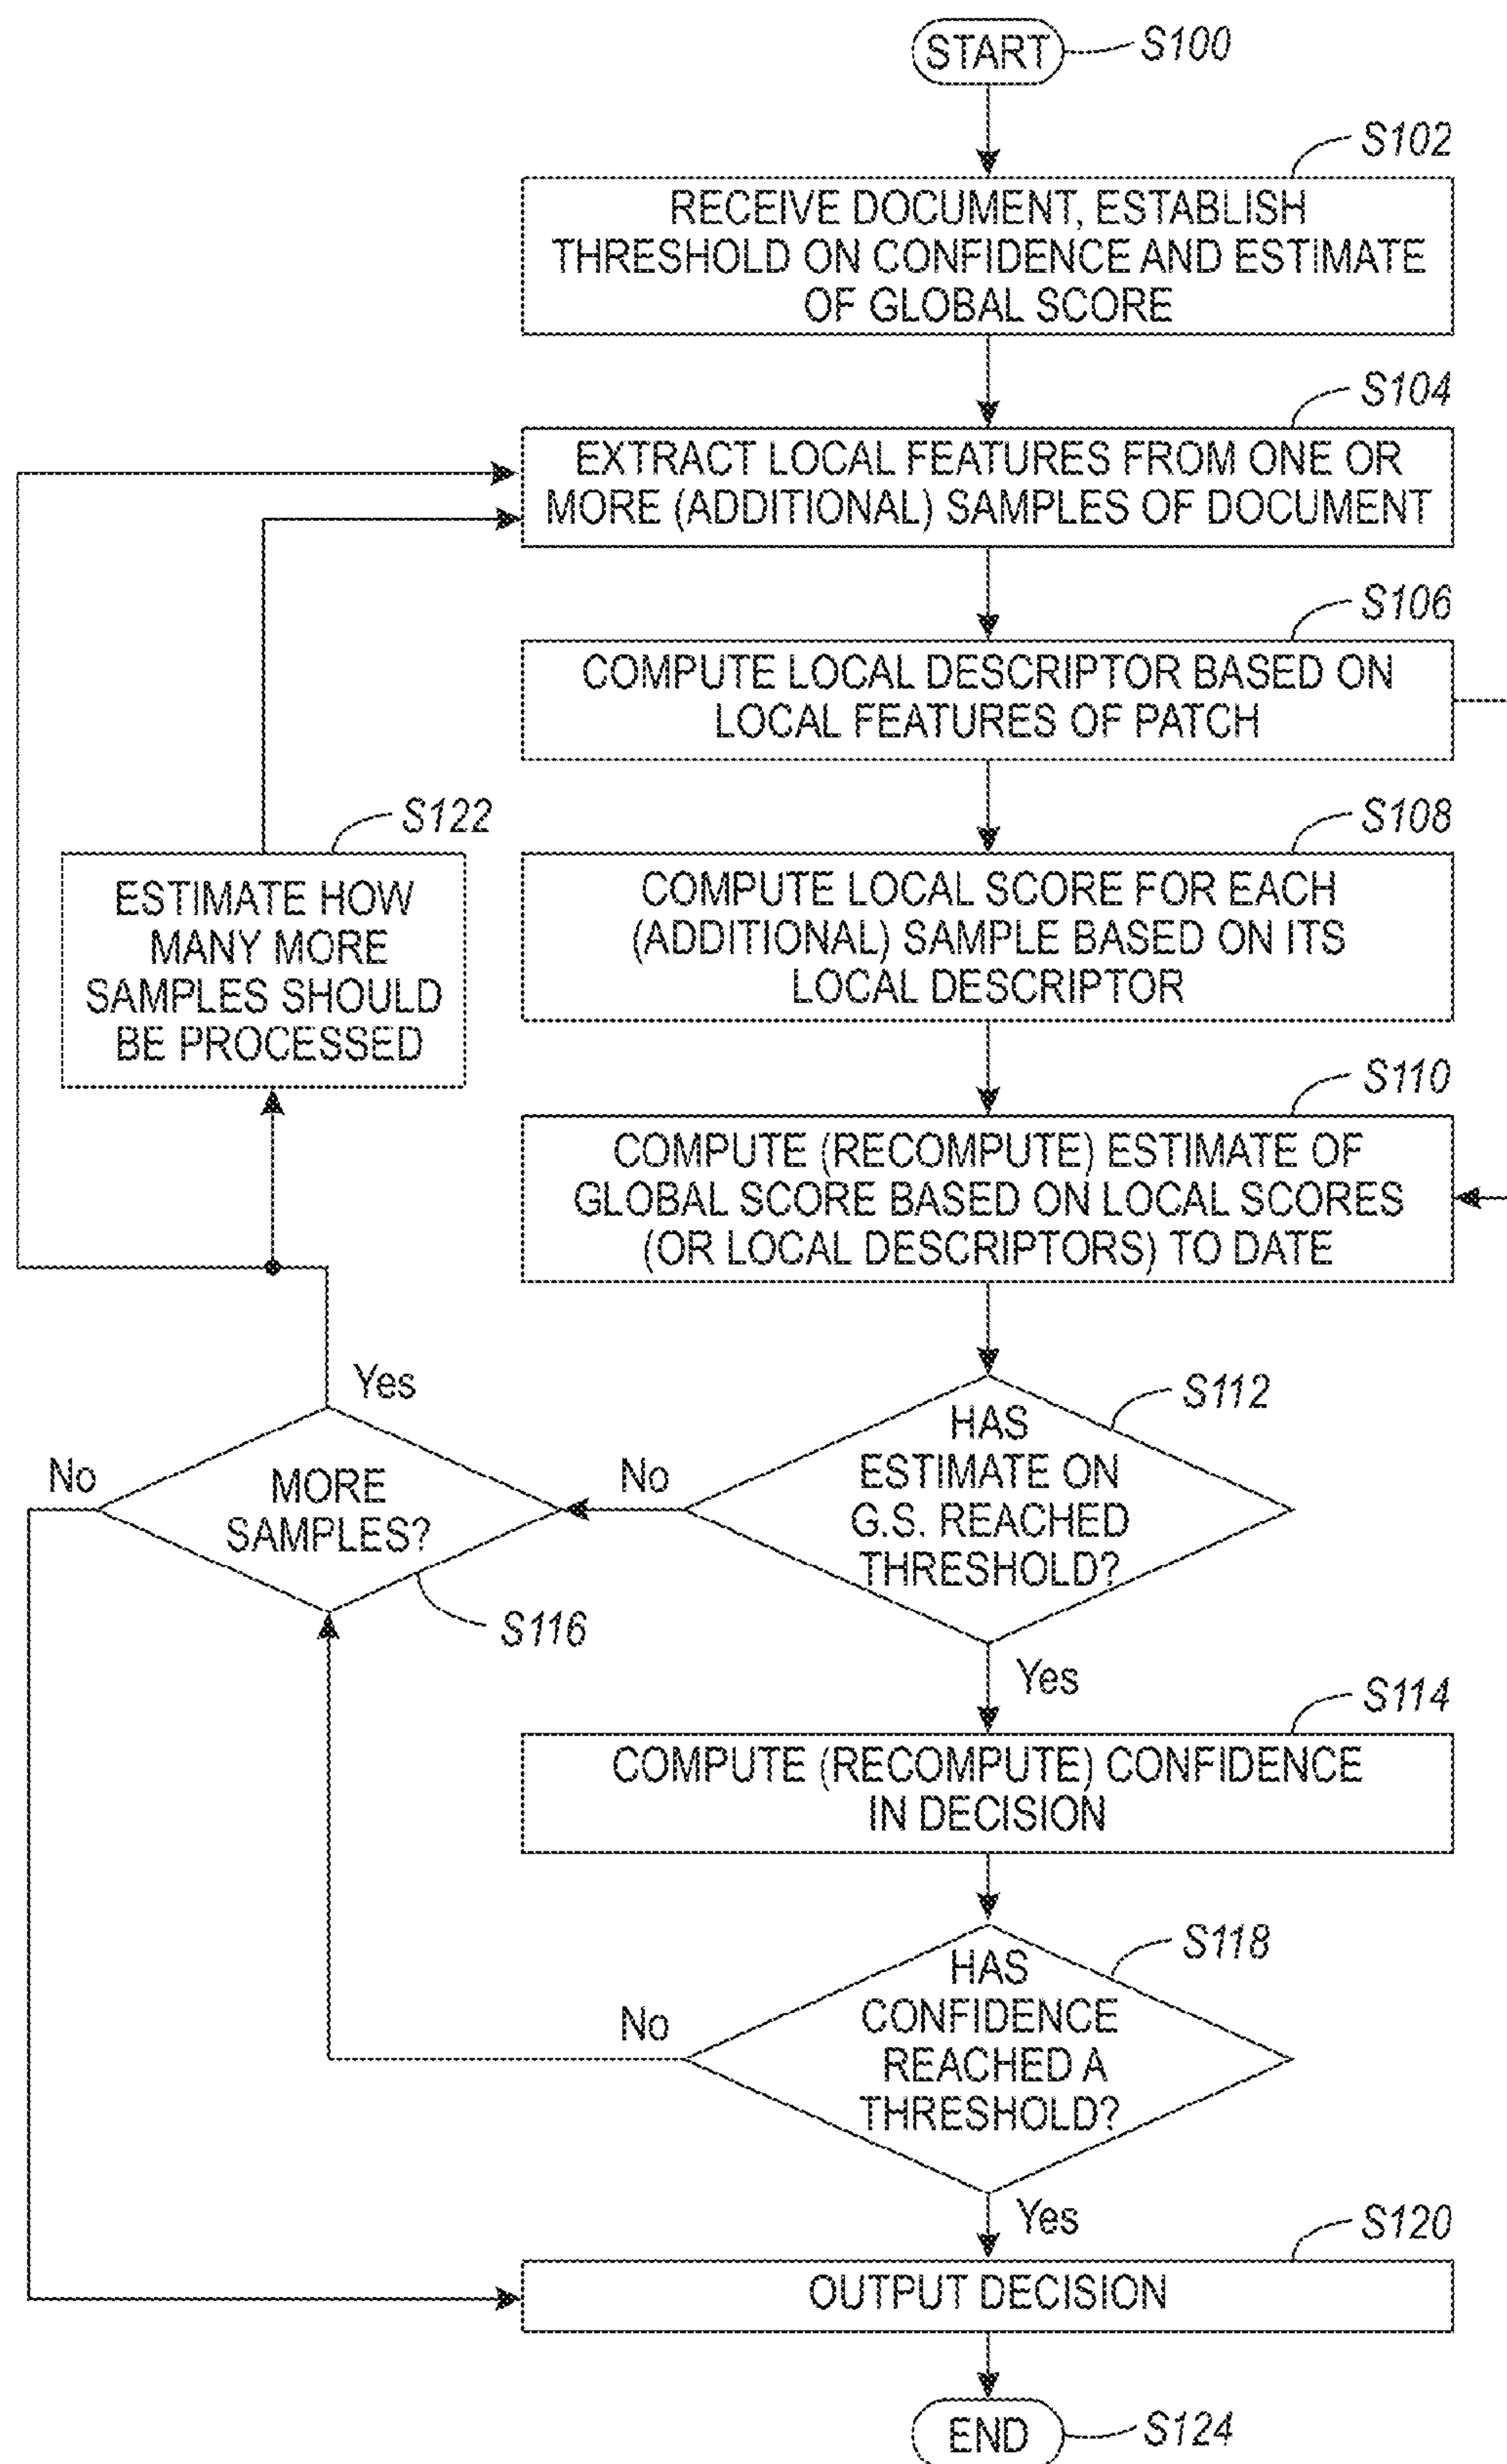 START
S100
S102
RECEIVE DOCUMENT, ESTABLISH
THRESHOLD ON CONFIDENCE AND ESTIMATE
OF GLOBAL SCORE
S104
EXTRACT LOCAL FEATURES FROM ONE OR
MORE (ADDITIONAL) SAMPLES OF DOCUMENT
S106
COMPUTE LOCAL DESCRIPTOR BASED ON
LOCAL FEATURES OF PATCH
S122
ESTIMATE HOW
MANY MORE
SAMPLES SHOULD
BE PROCESSED
S108
COMPUTE LOCAL SCORE FOR EACH
(ADDITIONAL) SAMPLE BASED ON ITS
LOCAL DESCRIPTOR
S110
COMPUTE (RECOMPUTE) ESTIMATE OF
GLOBAL SCORE BASED ON LOCAL SCORES
(OR LOCAL DESCRIPTORS) TO DATE
S112
HAS
ESTIMATE ON
G.S. REACHED
THRESHOLD?
No
Yes
Yes
No
MORE
SAMPLES?
S116
S114
COMPUTE (RECOMPUTE) CONFIDENCE
IN DECISION
S118
HAS
CONFIDENCE
REACHED A
THRESHOLD?
No
Yes
S120
OUTPUT DECISION
END
S124